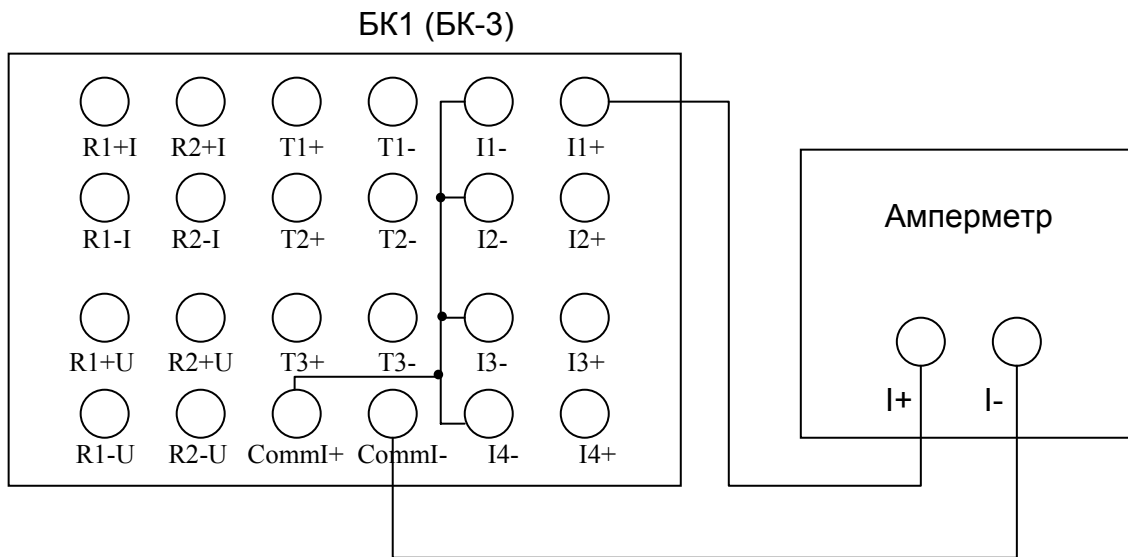 БК1 (БК-3)
R1+I R2+I T1+ T1- I1- I1+
R1-I R2-I T2+ T2- I2- I2+
R1+U R2+U T3+ T3- I3- I3+
R1-U R2-U CommI+ CommI- I4- I4+
Амперметр
I+ I-